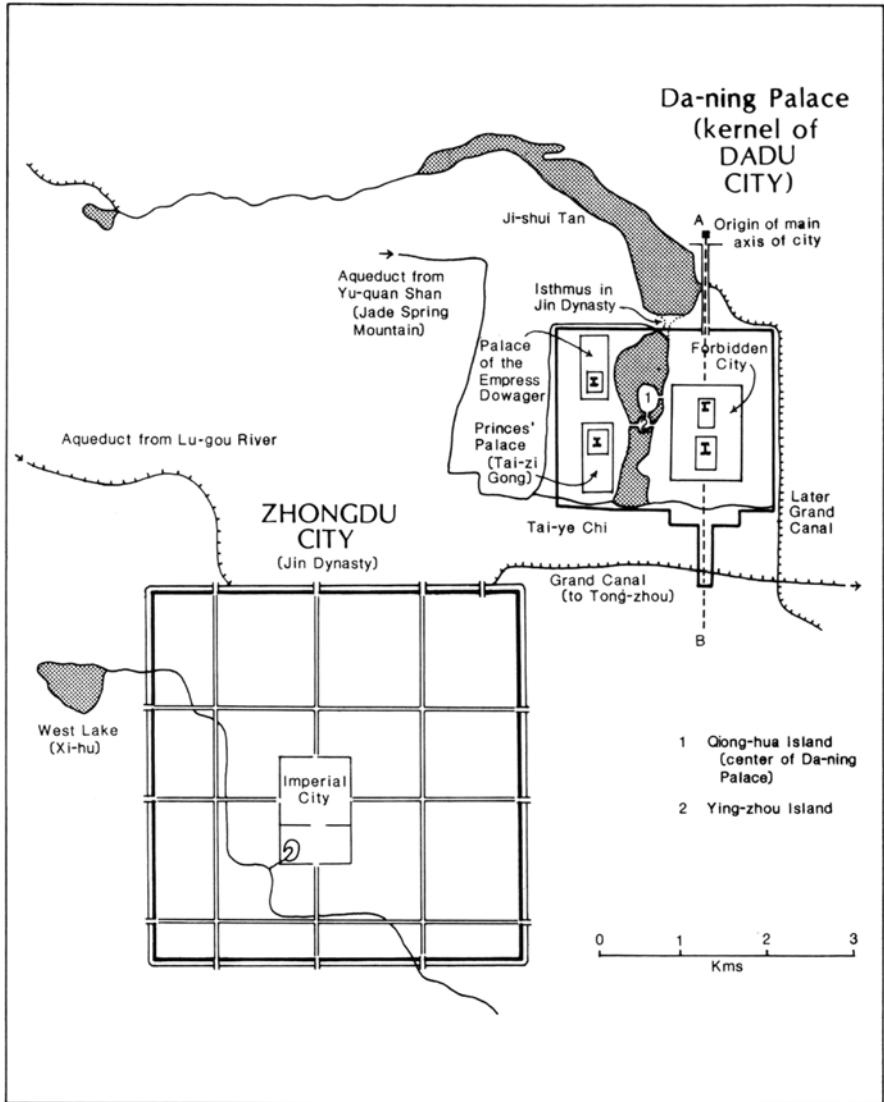 Da-ning Palace
(kernel of
DADU
CITY)
Ji-shui Tan
A
Origin of main
axis of city
Aqueduct from
Yu-quan Shan
(Jade Spring
Mountain)
Isthmus in
Jin Dynasty
Palace
of the
Empress
Dowager
Forbidden
City
1
2
Princes'
Palace
(Tai-zi
Gong)
Aqueduct from Lu-gou River
Later
Grand
Canal
ZHONGDU
CITY
(Jin Dynasty)
Tai-ye Chi
Grand Canal
(to Tong-zhou)
B
West Lake
(Xi-hu)
Imperial
City
1 Qiong-hua Island
(center of Da-ning
Palace)
2 Ying-zhou Island
0 1 2 3
Kms